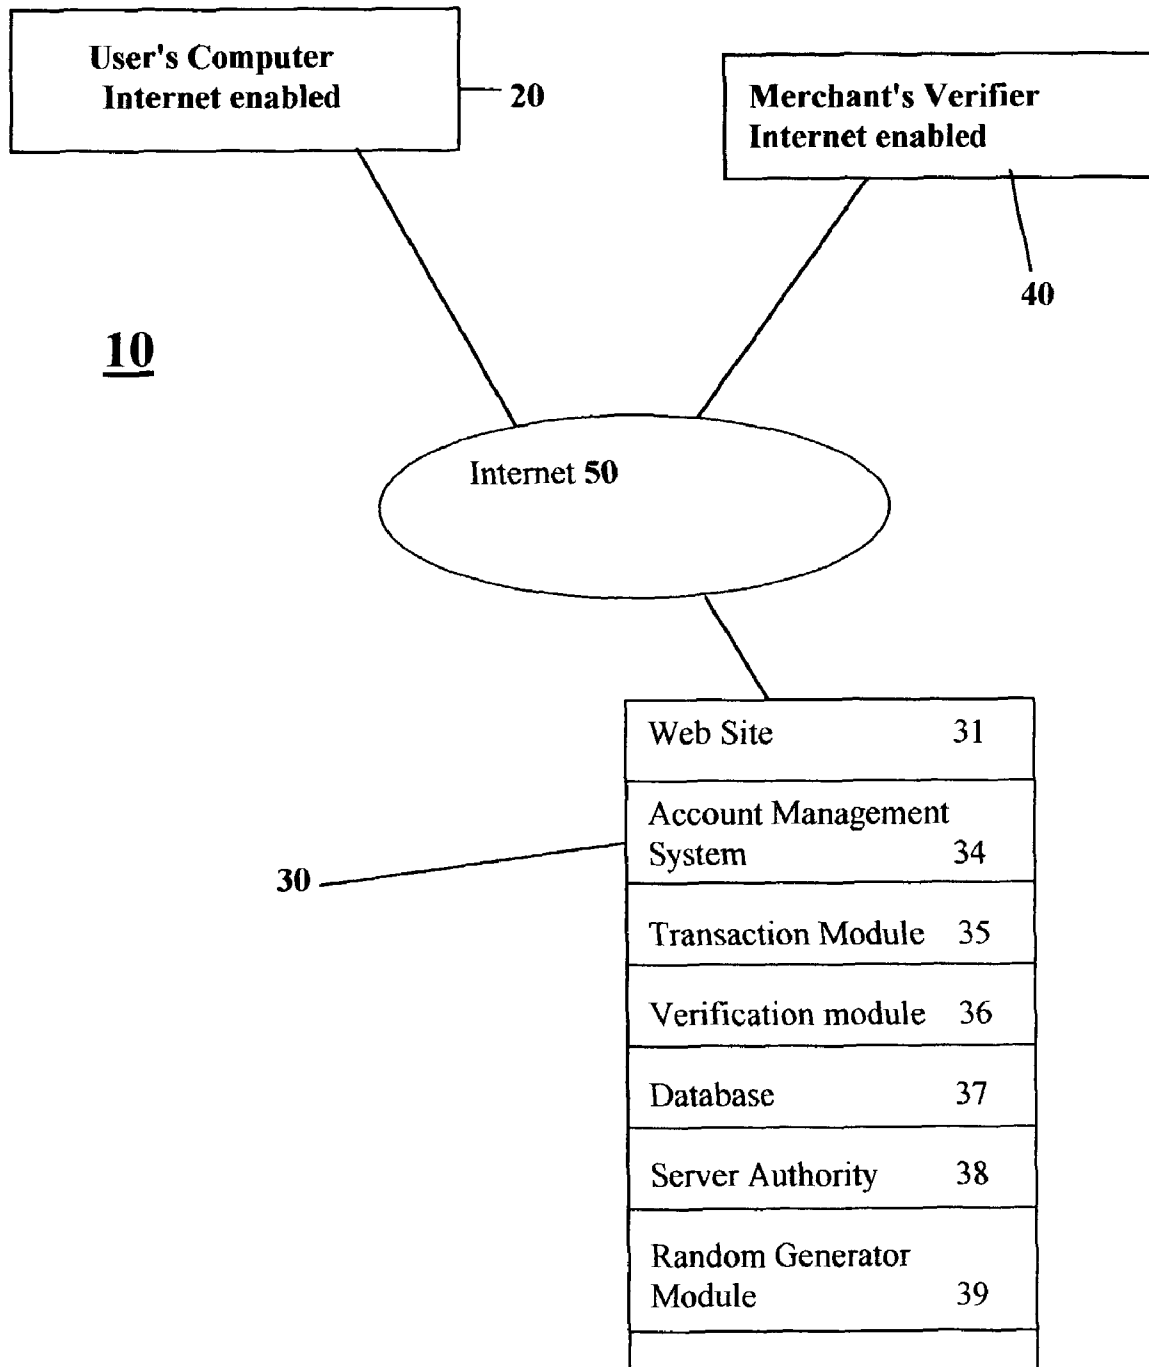 User's Computer
Internet enabled
20
Merchant's Verifier
Internet enabled
40
10
Internet 50
30
Web Site 31
Account Management
System 34
Transaction Module 35
Verification module 36
Database 37
Server Authority 38
Random Generator
Module 39